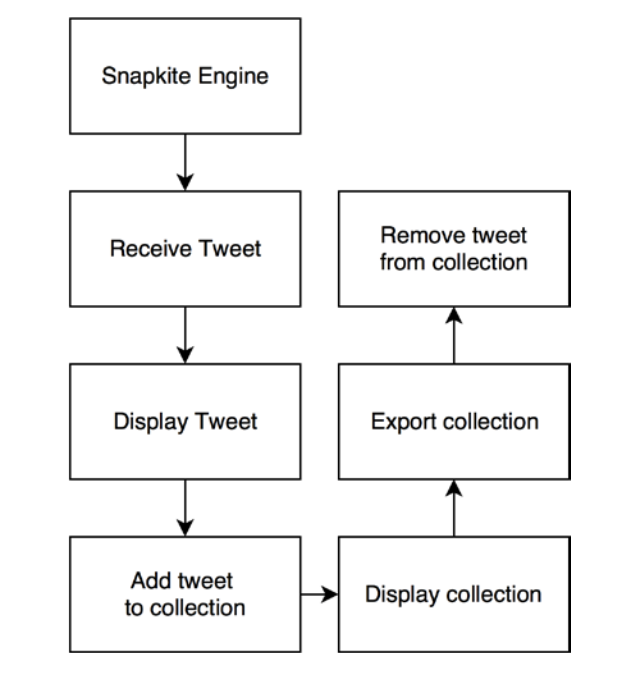 Snapkite Engine
Receive Tweet
Display Tweet
Add tweet
to collection
Display collection
Export collection
Remove tweet
from collection